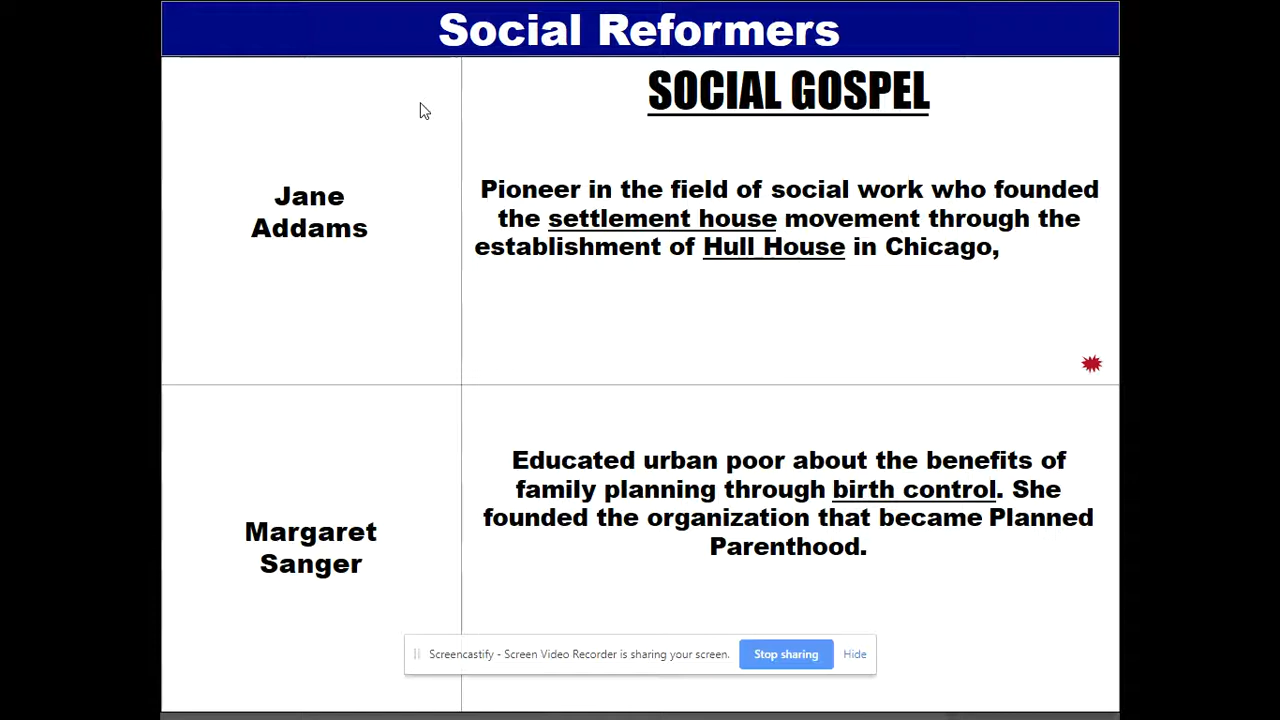 Social Reformers
SOCIAL GOSPEL
Jane
Addams
Pioneer in the field of social work who founded
the settlement house movement through the
establishment of Hull House in Chicago,
Margaret
Sanger
Educated urban poor about the benefits of
family planning through birth control. She
founded the organization that became Planned
Parenthood.
Screencastify - Screen Video Recorder is sharing your screen. Stop sharing Hide